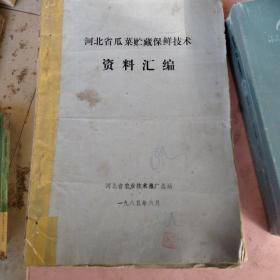 河北省瓜菜贮藏保鲜技术
资料汇编
河北省农业技术推广总站
一九八五年六月